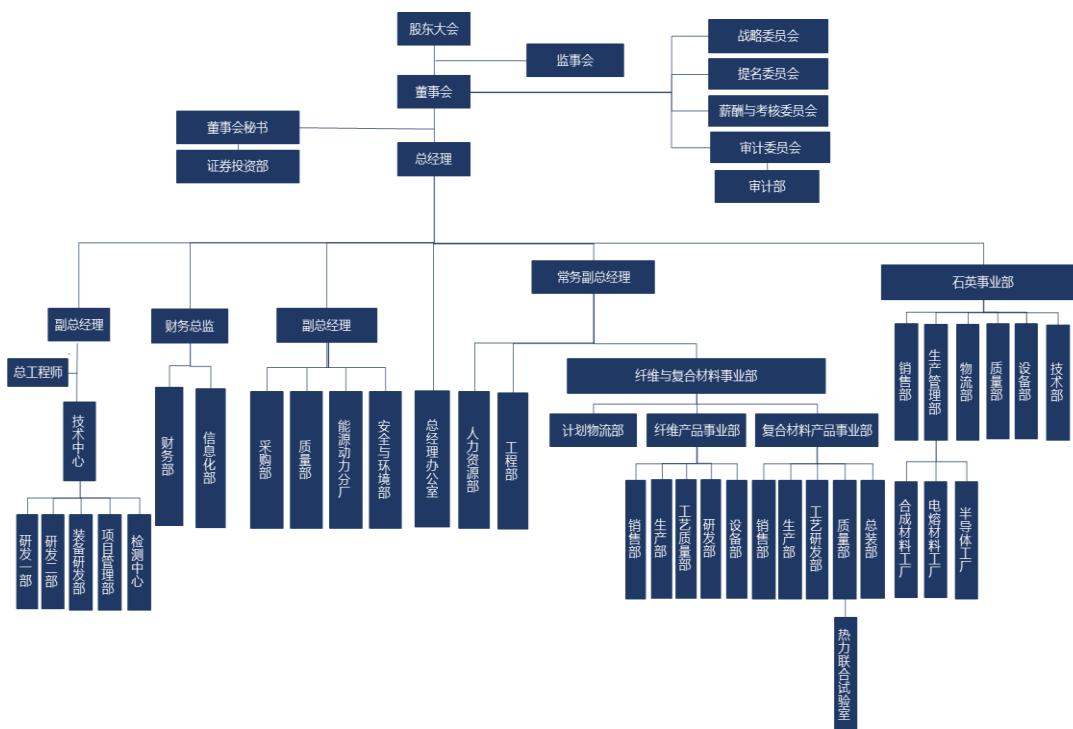 股东大会
监事会
董事会
战略委员会
提名委员会
薪酬与考核委员会
审计委员会
审计部
董事会秘书
证券投资部
总经理
副总经理
总工程师
技术中心
研发一部
研发二部
装备研发部
项目管理部
检测中心
财务总监
财务部
信息化部
副总经理
采购部
质量部
能源动力分厂
安全与环境部
总经理办公室
常务副总经理
人力资源部
工程部
纤维与复合材料事业部
计划物流部
纤维产品事业部
复合材料产品事业部
销售部
生产部
工艺质量部
研发部
设备部
销售部
生产部
工艺研发部
质量部
总装部
热力联合试验室
石英事业部
销售部
生产管理部
物流部
质量部
设备部
技术部
合成材料工厂
电熔材料工厂
半导体工厂